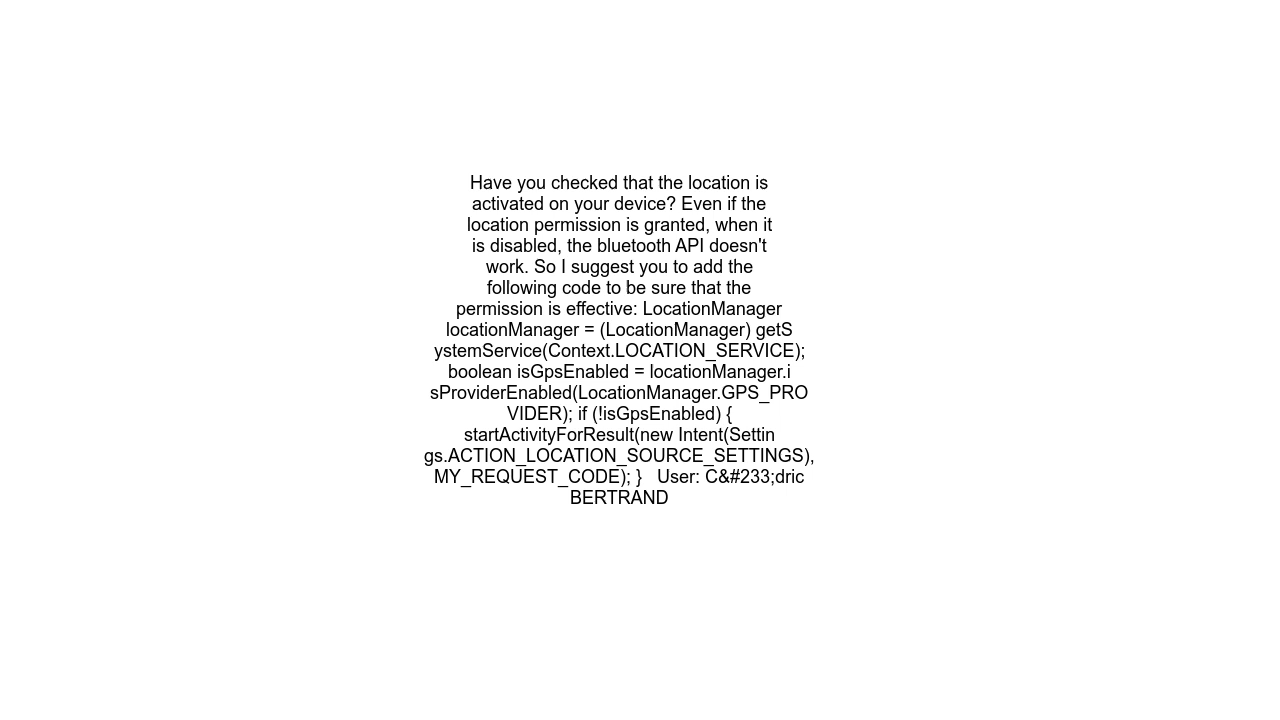 Have you checked that the location is
activated on your device? Even if the
location permission is granted, when it
is disabled, the bluetooth API doesn't
work. So I suggest you to add the
following code to be sure that the
permission is effective: LocationManager
locationManager = (LocationManager) getS
ystemService(Context.LOCATION_SERVICE);
boolean isGpsEnabled = locationManager.i
sProviderEnabled(LocationManager.GPS_PRO
VIDER); if (!isGpsEnabled) {
startActivityForResult(new Intent(Settin
gs.ACTION_LOCATION_SOURCE_SETTINGS),
MY_REQUEST_CODE); }   User: C&#233;dric
BERTRAND